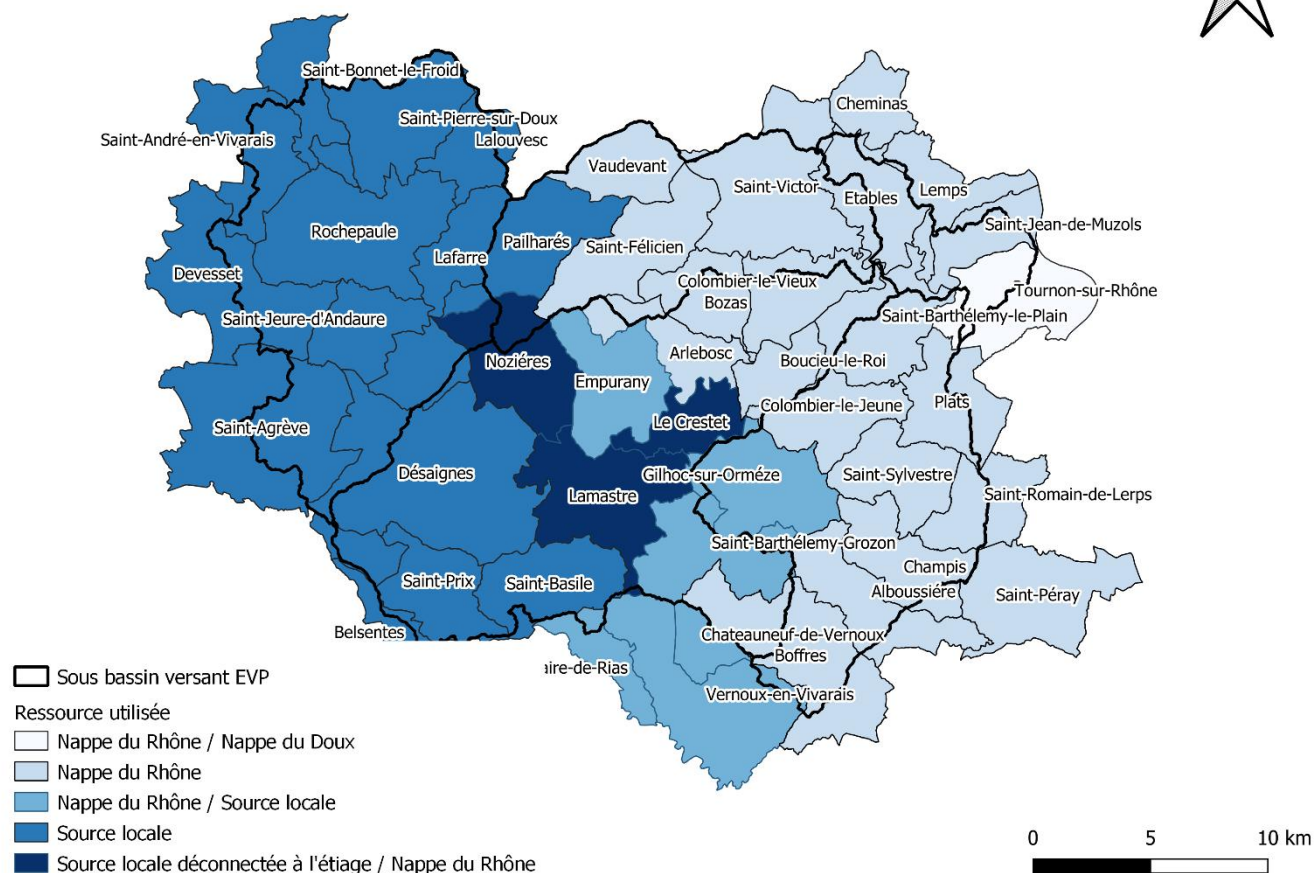 Saint-Bonnet-le-Froid
Cheminas
Saint-Pierre-sur-Doux
Saint-André-en-Vivarais
Lalouvesc
Vaudevant
Saint-Victor
Etables
Lemps
Saint-Jean-de-Muzols
Rochepaule
Pailharés
Saint-Félicien
Lafarre
Devesset
Colombier-le-Vieux
Tournon-sur-Rhône
Bozas
Saint-Barthélemy-le-Plain
Saint-Jeure-d'Andaure
Arlebosc
Boucieu-le-Roi
Noziéres
Empurany
Colombier-le-Jeune
Plats
Le Crestet
Saint-Agrève
Désaignes
Gilhoc-sur-Orméze
Saint-Sylvestre
Lamastre
Saint-Romain-de-Lerps
Saint-Barthélemy-Grozon
Champis
Saint-Prix
Saint-Basile
Alboussiére
Saint-Péray
Belsentes
Chateauneuf-de-Vernoux
Boffres
aire-de-Rias
Vernoux-en-Vivarais
Sous bassin versant EVP
Ressource utilisée
Nappe du Rhône / Nappe du Doux
Nappe du Rhône
Nappe du Rhône / Source locale
Source locale
Source locale déconnectée à l'étiage / Nappe du Rhône
0 5 10 km